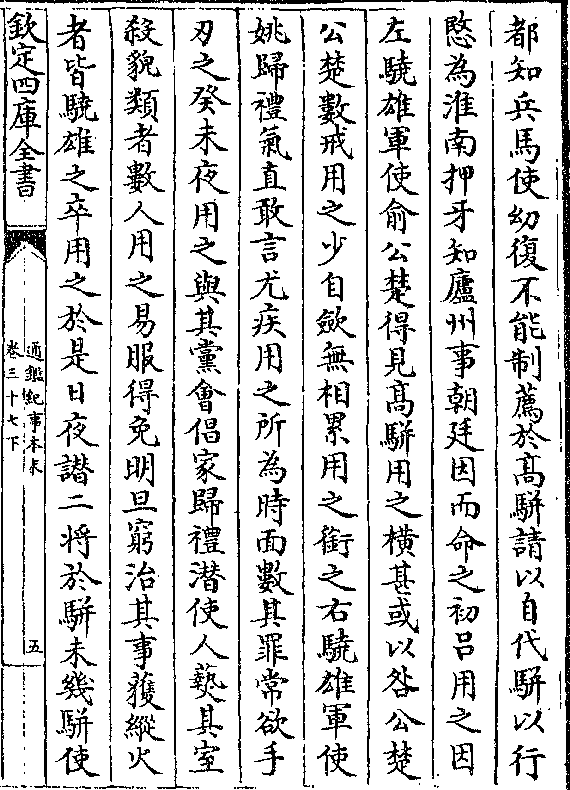 都知兵馬使幼復不能制薦於高駢請以自代駢以行
愍為淮南押牙知廬州事朝廷因而命之初吕用之因
左驍雄軍使俞公楚得見高駢用之横甚或以咎公楚
公楚數戒用之少自歛無相累用之銜之右驍雄軍使
姚歸禮氣直敢言尤疾用之所為時面數其罪常欲手
刃之癸未夜用之與其黨會倡家歸禮潜使人爇其室
殺貌類者數人用之易服得免明旦窮治其事獲縱火
者皆驍雄之卒用之於是日夜譖二将於駢未幾駢使
欽定四庫全書
通鑑紀事本末
卷三十七下
五